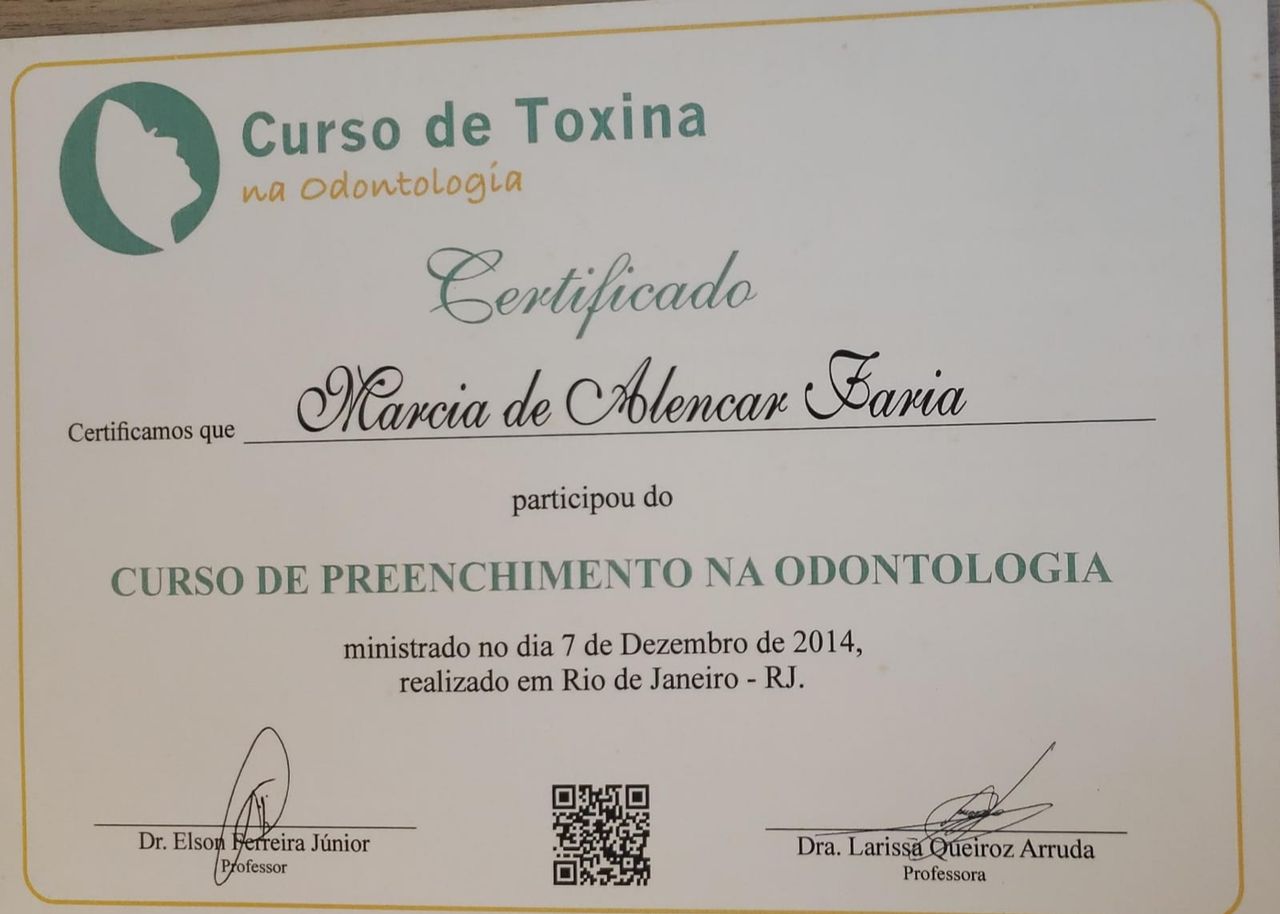 Curso de Toxina
na Odontología
Certificado
Certificamos que Marcia de Alencar Faria
participou do
CURSO DE PREENCHIMENTO NA ODONTOLOGIA
ministrado no dia 7 de Dezembro de 2014,
realizado em Rio de Janeiro - RJ.
Dr. Elson Ferreira Júnior
Professor
Dra. Larissa Queiroz Arruda
Professora